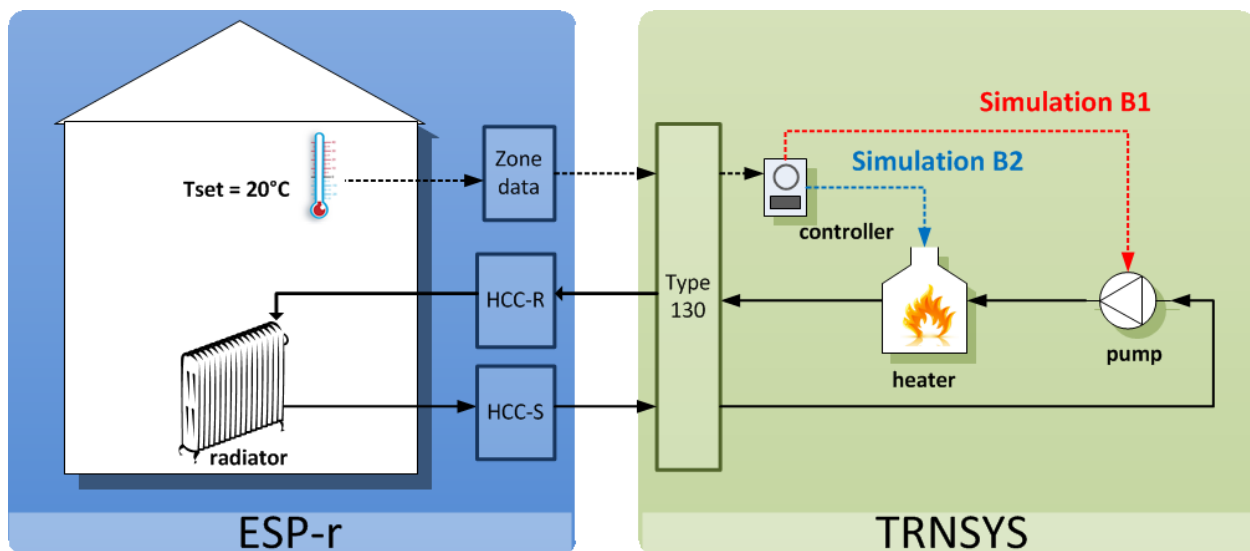 Simulation B1
Simulation B2
Zone
data
Tset = 20°C
controller
HCC-R
Type
130
pump
heater
HCC-S
radiator
ESP-r
TRNSYS